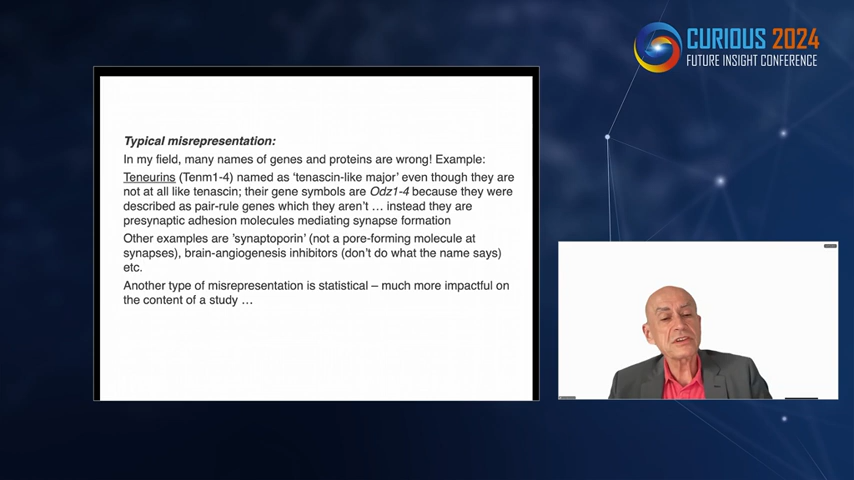 CURIOUS 2024
FUTURE INSIGHT CONFERENCE
Typical misrepresentation:
In my field, many names of genes and proteins are wrong! Example:
Teneurins (Tenm1-4) named as 'tenascin-like major' even though they are
not at all like tenascin; their gene symbols are Odz1-4 because they were
described as pair-rule genes which they aren't ... instead they are
presynaptic adhesion molecules mediating synapse formation
Other examples are 'synaptoporin' (not a pore-forming molecule at
synapses), brain-angiogenesis inhibitors (don't do what the name says)
etc.
Another type of misrepresentation is statistical – much more impactful on
the content of a study ...